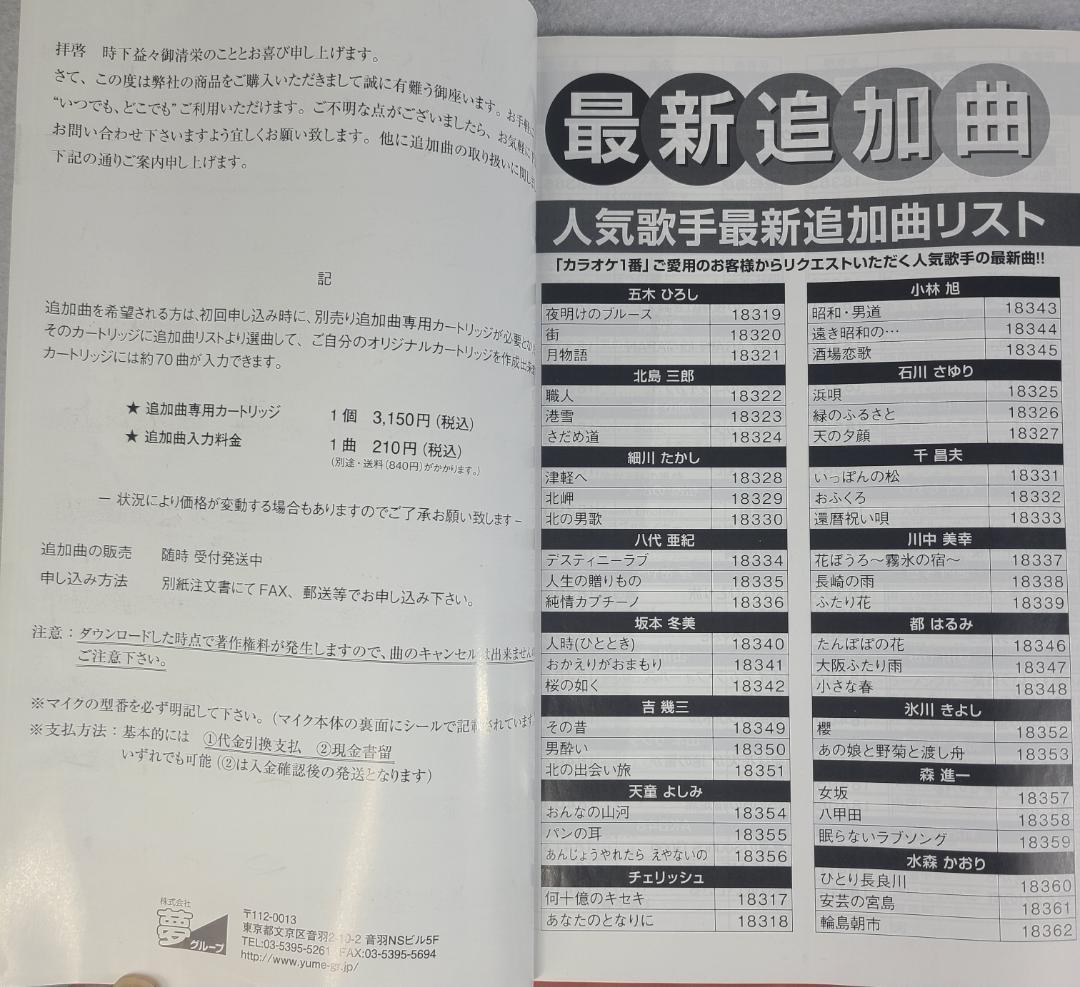 拝啓　時下益々御清栄のこととお喜び申し上げます。
さて、この度は弊社の商品をご購入いただきまして誠に有難う御座います。お手軽に
“いつでも、どこでも”ご利用いただけます。ご不明な点がございましたら、お気軽に
お問い合わせ下さいますよう宜しくお願い致します。他に追加曲の取り扱いに関しま
下記の通りご案内申し上げます。
記
追加曲を希望される方は、初回申し込み時に、別売り追加曲専用カートリッジが必要とな
そのカートリッジに追加曲リストより選曲して、ご自分のオリジナルカートリッジを作成出来
カートリッジには約70曲が入力できます。
★ 追加曲専用カートリッジ　1個　3,150円(税込)
★ 追加曲入力料金　1曲　210円(税込)
(別途・送料(840円)がかかります。)
− 状況により価格が変動する場合もありますのでご了承お願い致します−
追加曲の販売　随時 受付発送中
申し込み方法　別紙注文書にてFAX、郵送等でお申し込み下さい。
注意：ダウンロードした時点で著作権料が発生しますので、曲のキャンセルは出来ません
ご注意下さい。
※マイクの型番を必ず明記して下さい。(マイク本体の裏面にシールで記載されています
※支払方法：基本的には　①代金引換支払　②現金書留
いずれでも可能(②は入金確認後の発送となります)
株式会社
夢グループ
〒112-0013
東京都文京区音羽2-10-2 音羽NSビル5F
TEL:03-5395-5261　FAX:03-5395-5694
http://www.yume-gr.jp/
最新追加曲
人気歌手最新追加曲リスト
「カラオケ1番」ご愛用のお客様からリクエストいただく人気歌手の最新曲!!
五木 ひろし
夜明けのブルース 18319
街 18320
月物語 18321
北島 三郎
職人 18322
港雪 18323
さだめ道 18324
細川 たかし
津軽へ 18328
北岬 18329
北の男歌 18330
八代 亜紀
デスティニーラブ 18334
人生の贈りもの 18335
純情カプチーノ 18336
坂本 冬美
人時(ひととき) 18340
おかえりがおまもり 18341
桜の如く 18342
吉 幾三
その昔 18349
男酔い 18350
北の出会い旅 18351
天童 よしみ
おんなの山河 18354
パンの耳 18355
あんじょうやれたら えやないの 18356
チェリッシュ
何十億のキセキ 18317
あなたのとなりに 18318
小林 旭
昭和・男道 18343
遠き昭和の… 18344
酒場恋歌 18345
石川 さゆり
浜唄 18325
緑のふるさと 18326
天の夕顔 18327
千 昌夫
いっぽんの松 18331
おふくろ 18332
還暦祝い唄 18333
川中 美幸
花ぼうろ〜霧氷の宿〜 18337
長崎の雨 18338
ふたり花 18339
都 はるみ
たんぽぽの花 18346
大阪ふたり雨 18347
小さな春 18348
氷川 きよし
櫻 18352
あの娘と野菊と渡し舟 18353
森 進一
女坂 18357
八甲田 18358
眠らないラブソング 18359
水森 かおり
ひとり長良川 18360
安芸の宮島 18361
輪島朝市 18362